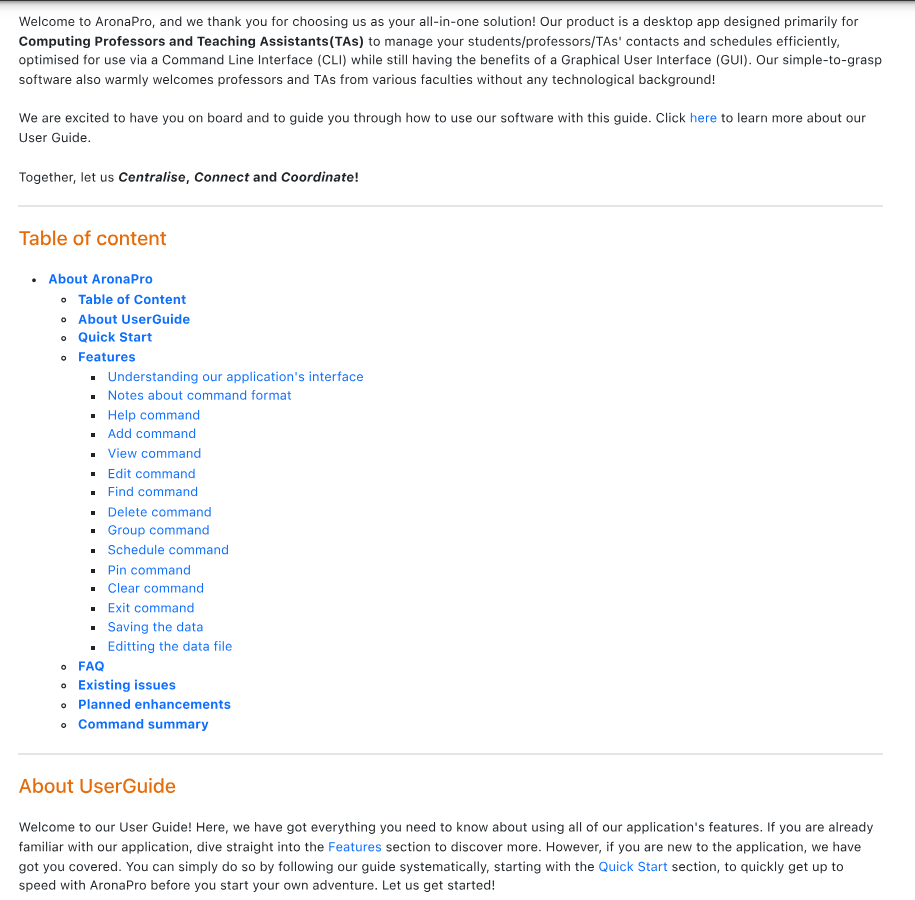 Welcome to AronaPro, and we thank you for choosing us as your all-in-one solution! Our product is a desktop app designed primarily for
Computing Professors and Teaching Assistants(TAs) to manage your students/professors/TAs' contacts and schedules efficiently,
optimised for use via a Command Line Interface (CLI) while still having the benefits of a Graphical User Interface (GUI). Our simple-to-grasp
software also warmly welcomes professors and TAs from various faculties without any technological background!
We are excited to have you on board and to guide you through how to use our software with this guide. Click here to learn more about our
User Guide.
Together, let us Centralise, Connect and Coordinate!
Table of content
About AronaPro
Table of Content
About UserGuide
Quick Start
Features
Understanding our application's interface
Notes about command format
Help command
Add command
View command
Edit command
Find command
Delete command
Group command
Schedule command
Pin command
Clear command
Exit command
Saving the data
Editting the data file
FAQ
Existing issues
Planned enhancements
Command summary
About UserGuide
Welcome to our User Guide! Here, we have got everything you need to know about using all of our application's features. If you are already
familiar with our application, dive straight into the Features section to discover more. However, if you are new to the application, we have
got you covered. You can simply do so by following our guide systematically, starting with the Quick Start section, to quickly get up to
speed with AronaPro before you start your own adventure. Let us get started!